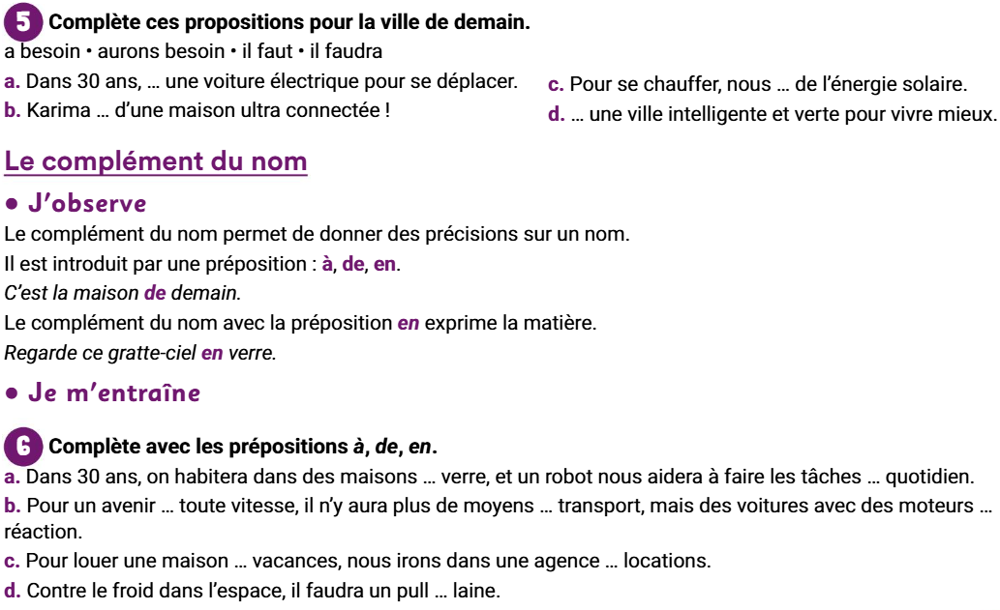 5 Complète ces propositions pour la ville de demain.
a besoin • aurons besoin • il faut • il faudra
a. Dans 30 ans, ... une voiture électrique pour se déplacer.
b. Karima ... d'une maison ultra connectée !
c. Pour se chauffer, nous ... de l'énergie solaire.
d. ... une ville intelligente et verte pour vivre mieux.
Le complément du nom
• J'observe
Le complément du nom permet de donner des précisions sur un nom.
Il est introduit par une préposition : à, de, en.
C'est la maison de demain.
Le complément du nom avec la préposition en exprime la matière.
Regarde ce gratte-ciel en verre.
• Je m'entraîne
6 Complète avec les prépositions à, de, en.
a. Dans 30 ans, on habitera dans des maisons ... verre, et un robot nous aidera à faire les tâches ... quotidien.
b. Pour un avenir ... toute vitesse, il n'y aura plus de moyens ... transport, mais des voitures avec des moteurs ...
réaction.
c. Pour louer une maison ... vacances, nous irons dans une agence ... locations.
d. Contre le froid dans l'espace, il faudra un pull ... laine.